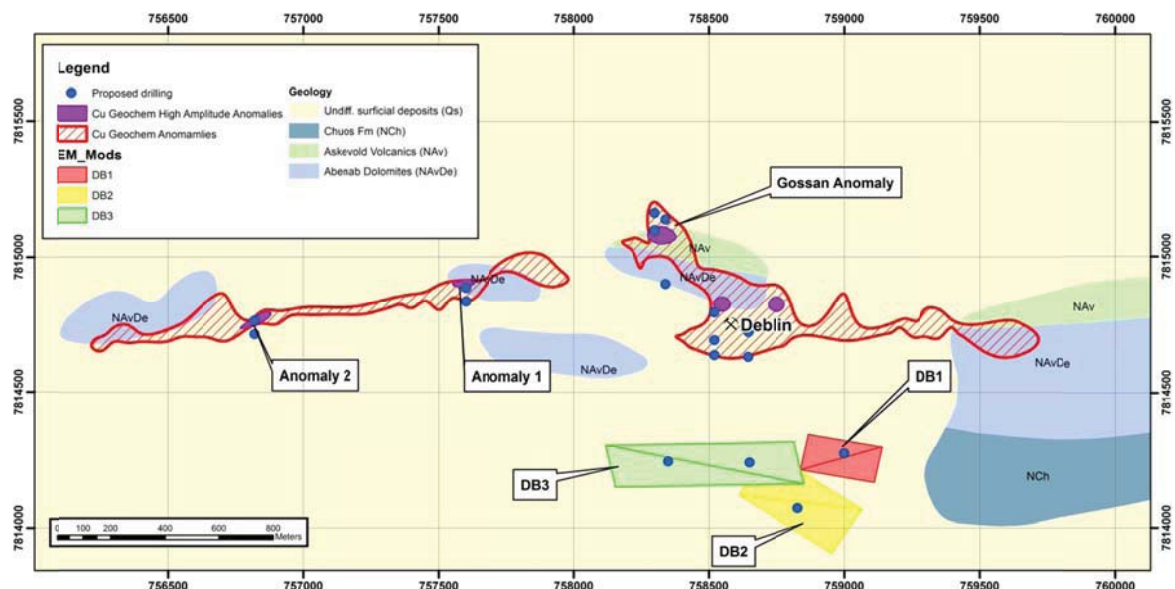 756500 757000 757500 758000 758500 759000 759500 760000
Legend
Proposed drilling
Cu Geochem High Amplitude Anomalies
Cu Geochem Anomamlies
EM_Mods
DB1
DB2
DB3
Geology
Undiff. surficial deposits (Qs)
Chuos Fm (NCh)
Askevold Volcanics (NAv)
Abenab Dolomites (NAvDe)
7815500
7815500
Gossan Anomaly
NAv
7815000
7815000
NAvDe
NAvDe
NAvDe
NAv
Deblin
NAvDe
NAvDe
Anomaly 2
Anomaly 1
DB1
7814500
7814500
DB3
NCh
7814000
7814000
DB2
0 100 200 400 600 800
Meters
756500 757000 757500 758000 758500 759000 759500 760000